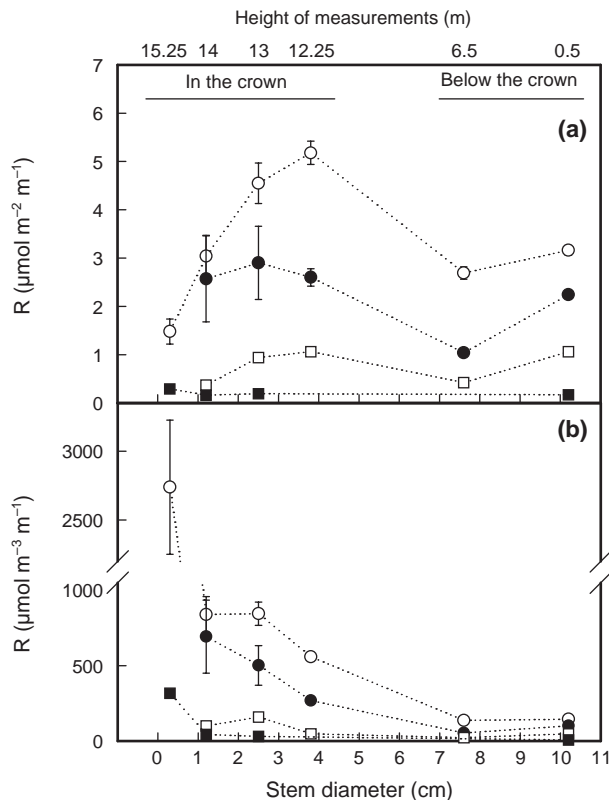 Height of measurements (m)
15.25 14 13 12.25 6.5 0.5
7
In the crown Below the crown
6
(a)
5
4
3
2
1
0
R (μmol m⁻² m⁻¹)
(b)
3000
2500
1000
500
0
R (μmol m⁻³ m⁻¹)
0 1 2 3 4 5 6 7 8 9 10 11
Stem diameter (cm)